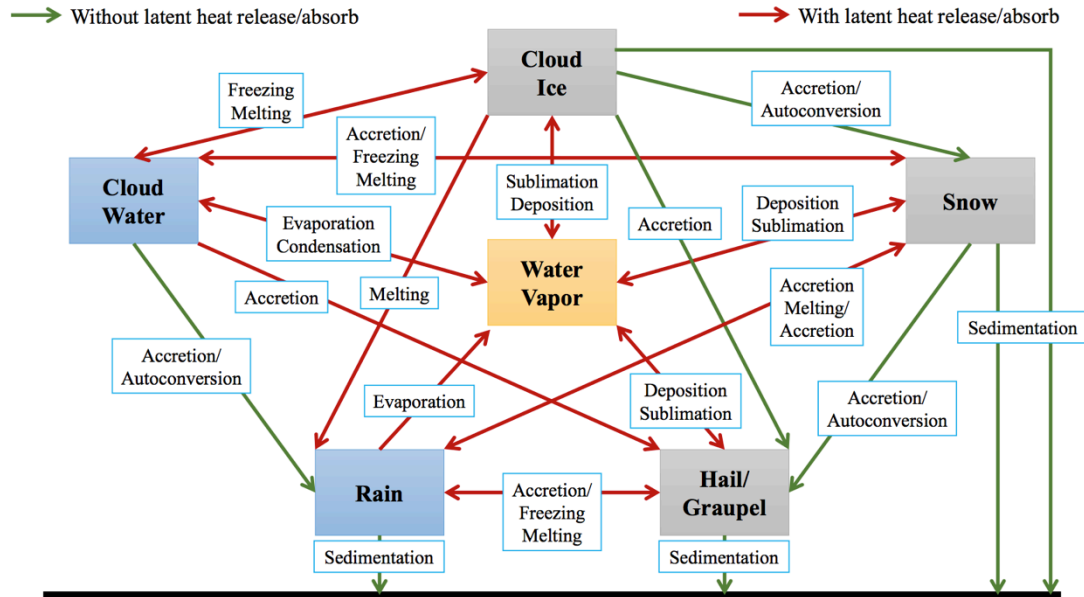 Without latent heat release/absorb
With latent heat release/absorb
Cloud
Ice
Freezing
Melting
Accretion/
Autoconversion
Accretion/
Freezing
Melting
Cloud
Water
Sublimation
Deposition
Snow
Evaporation
Condensation
Accretion
Deposition
Sublimation
Water
Vapor
Accretion
Melting
Accretion
Melting/
Accretion
Sedimentation
Accretion/
Autoconversion
Evaporation
Deposition
Sublimation
Accretion/
Autoconversion
Rain
Accretion/
Freezing
Melting
Hail/
Graupel
Sedimentation
Sedimentation